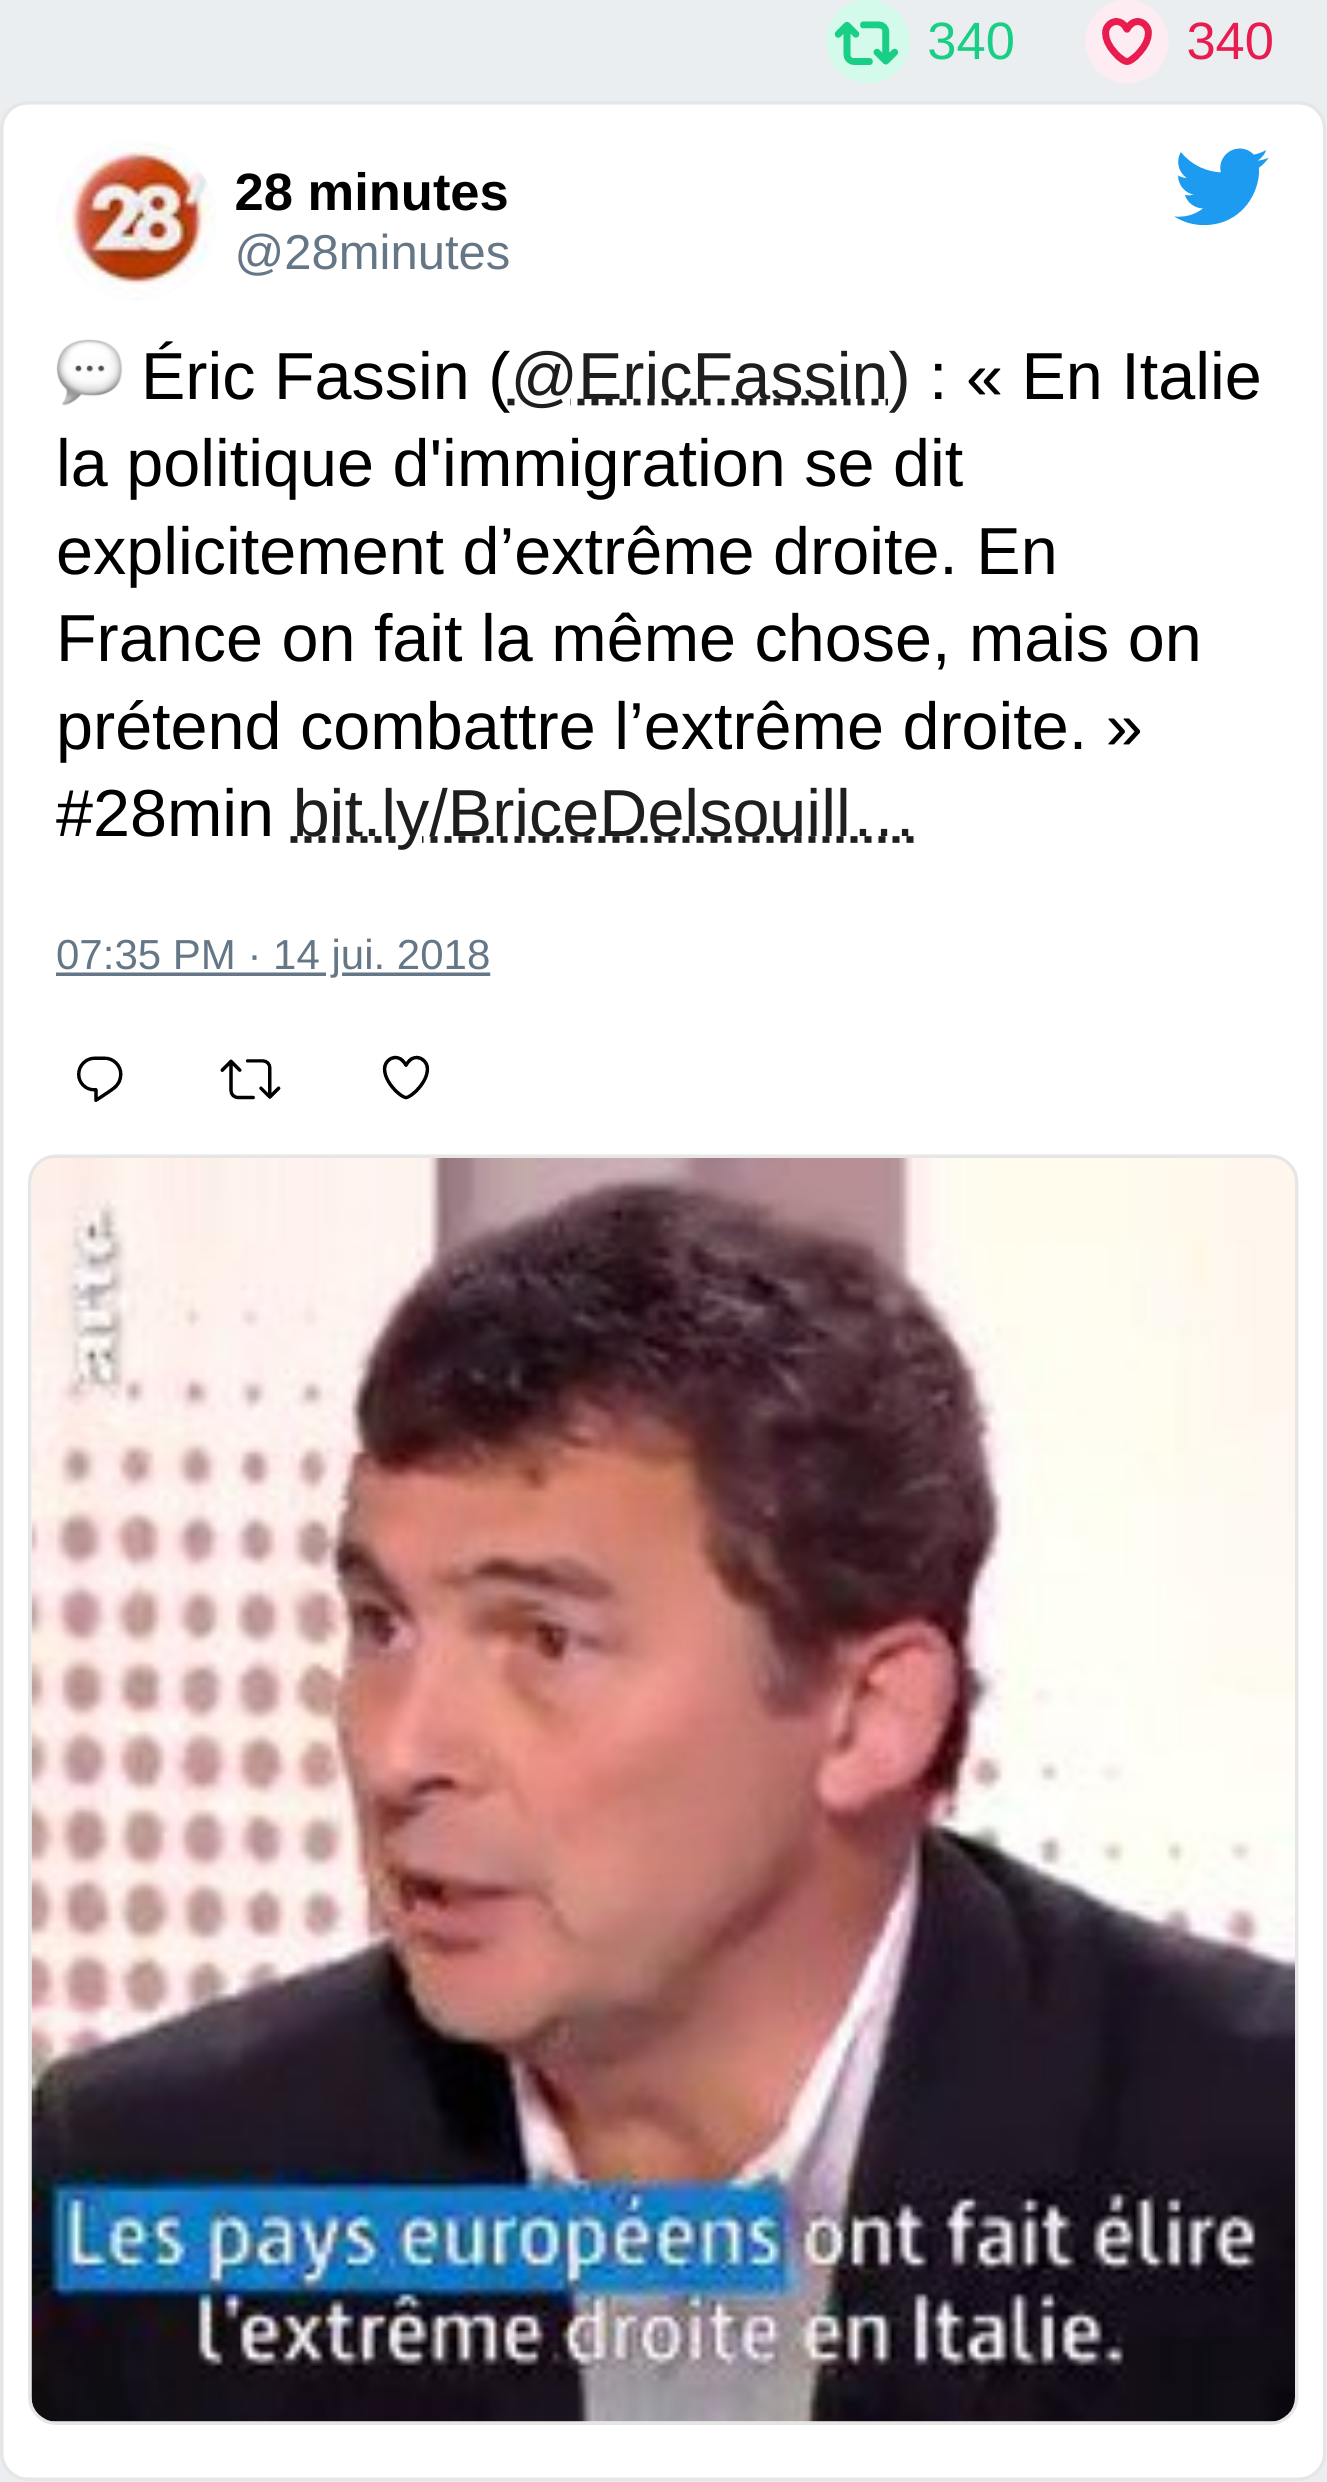 340 340
28'
28 minutes
@28minutes
💬 Éric Fassin (@EricFassin) : « En Italie
la politique d'immigration se dit
explicitement d’extrême droite. En
France on fait la même chose, mais on
prétend combattre l’extrême droite. »
#28min bit.ly/BriceDelsouill…
07:35 PM · 14 jui. 2018
arte
Les pays européens ont fait élire
l'extrême droite en Italie.